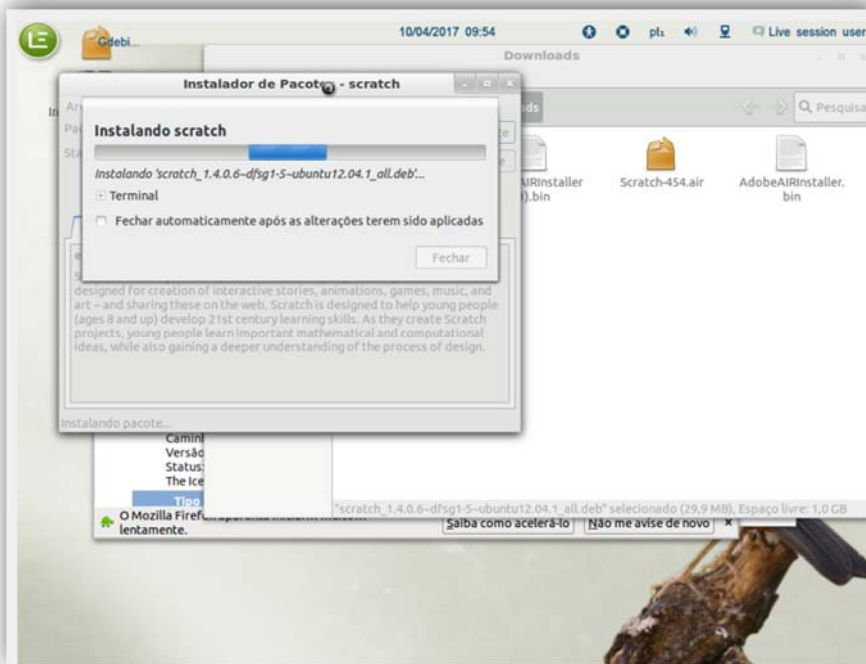 Gdebi...
10/04/2017 09:54
pt₁
Live session user
Downloads
Instalador de Pacote - scratch
Pesquisa
Instalando scratch
Instalando 'scratch_1.4.0.6~dfsg1-5~ubuntu12.04.1_all.deb'...
Terminal
Fechar automaticamente após as alterações terem sido aplicadas
Fechar
Scratch-454.air
AdobeAIRInstaller.
bin
AIRInstaller
).bin
designed for creation of interactive stories, animations, games, music, and
art – and sharing these on the web. Scratch is designed to help young people
(ages 8 and up) develop 21st century learning skills. As they create Scratch
projects, young people learn important mathematical and computational
ideas, while also gaining a deeper understanding of the process of design.
Instalando pacote...
Versão
Status:
The Ice
Tipo
"scratch_1.4.0.6~dfsg1-5~ubuntu12.04.1_all.deb" selecionado (29,9 MB), Espaço livre: 1,0 GB
O Mozilla Firef
lentamente.
Saiba como acelerá-lo
Não me avise de novo